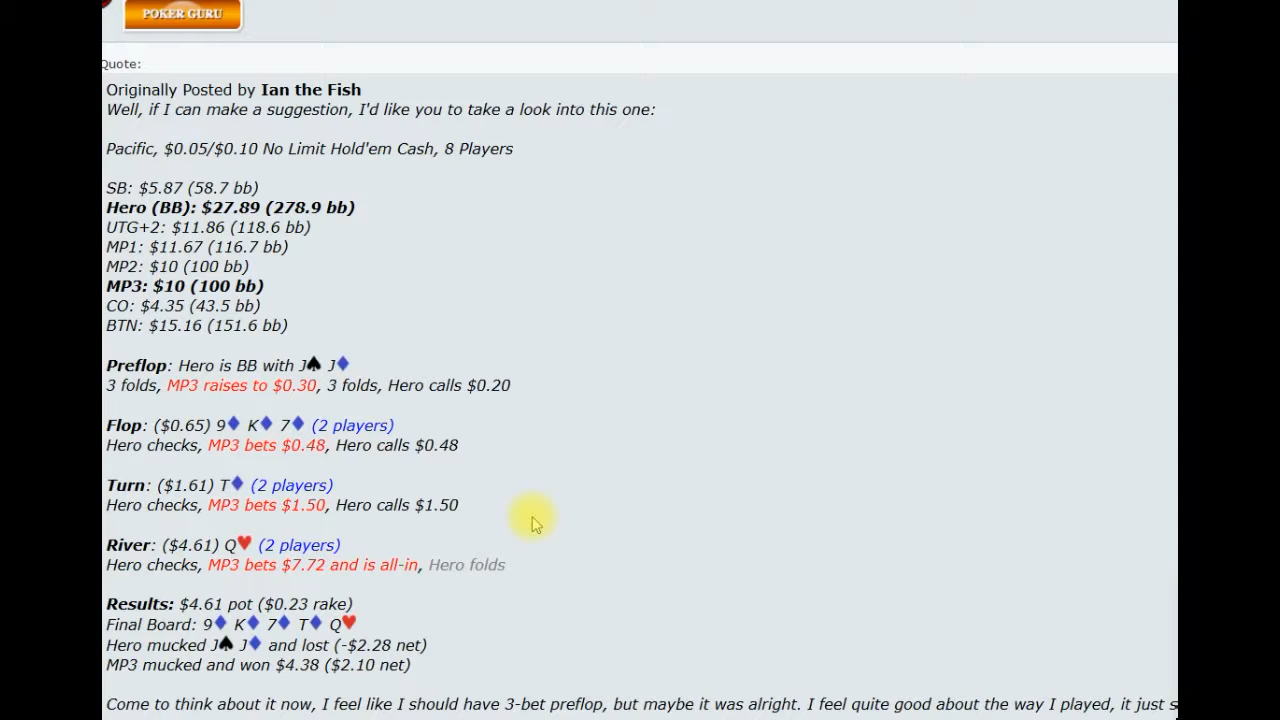 POKER GURU
Quote:
Originally Posted by Ian the Fish
Well, if I can make a suggestion, I'd like you to take a look into this one:
Pacific, $0.05/$0.10 No Limit Hold'em Cash, 8 Players
SB: $5.87 (58.7 bb)
Hero (BB): $27.89 (278.9 bb)
UTG+2: $11.86 (118.6 bb)
MP1: $11.67 (116.7 bb)
MP2: $10 (100 bb)
MP3: $10 (100 bb)
CO: $4.35 (43.5 bb)
BTN: $15.16 (151.6 bb)
Preflop: Hero is BB with J♠ J♦
3 folds, MP3 raises to $0.30, 3 folds, Hero calls $0.20
Flop: ($0.65) 9♦ K♦ 7♦ (2 players)
Hero checks, MP3 bets $0.48, Hero calls $0.48
Turn: ($1.61) T♦ (2 players)
Hero checks, MP3 bets $1.50, Hero calls $1.50
River: ($4.61) Q♥ (2 players)
Hero checks, MP3 bets $7.72 and is all-in, Hero folds
Results: $4.61 pot ($0.23 rake)
Final Board: 9♦ K♦ 7♦ T♦ Q♥
Hero mucked J♠ J♦ and lost (-$2.28 net)
MP3 mucked and won $4.38 ($2.10 net)
Come to think about it now, I feel like I should have 3-bet preflop, but maybe it was alright. I feel quite good about the way I played, it just s